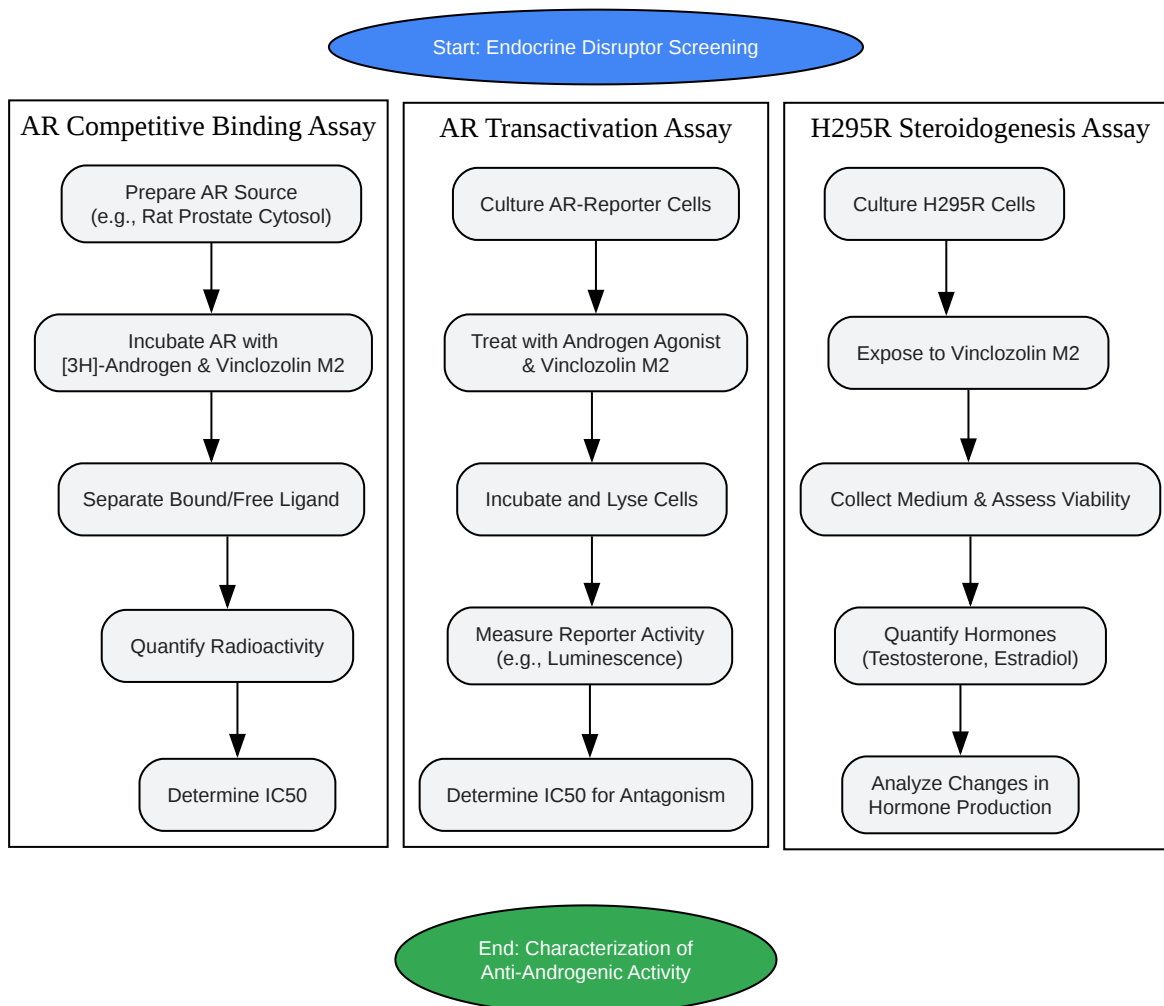 Start: Endocrine Disruptor Screening
AR Competitive Binding Assay
Prepare AR Source
(e.g., Rat Prostate Cytosol)
Incubate AR with
[3H]-Androgen & Vinclozolin M2
Separate Bound/Free Ligand
Quantify Radioactivity
Determine IC50
AR Transactivation Assay
Culture AR-Reporter Cells
Treat with Androgen Agonist
& Vinclozolin M2
Incubate and Lyse Cells
Measure Reporter Activity
(e.g., Luminescence)
Determine IC50 for Antagonism
H295R Steroidogenesis Assay
Culture H295R Cells
Expose to Vinclozolin M2
Collect Medium & Assess Viability
Quantify Hormones
(Testosterone, Estradiol)
Analyze Changes in
Hormone Production
End: Characterization of
Anti-Androgenic Activity